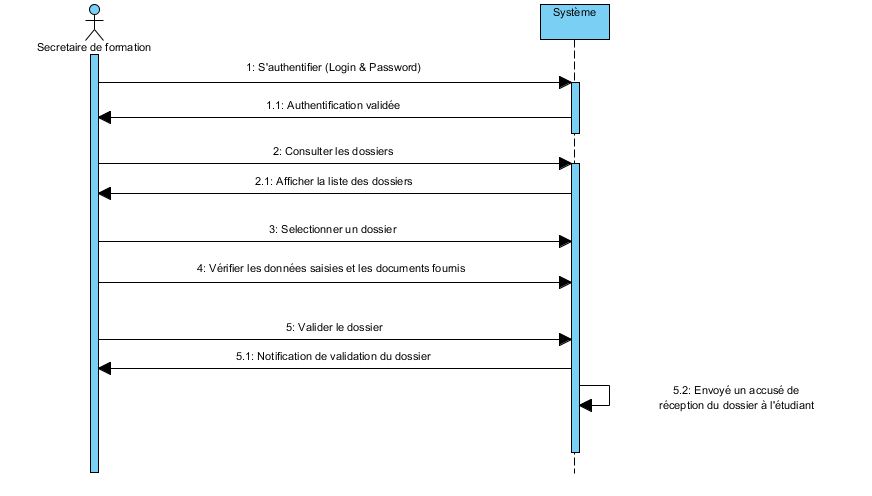 Système
Secretaire de formation
1: S'authentifier (Login & Password)
1.1: Authentification validée
2: Consulter les dossiers
2.1: Afficher la liste des dossiers
3: Selectionner un dossier
4: Vérifier les données saisies et les documents fournis
5: Valider le dossier
5.1: Notification de validation du dossier
5.2: Envoyé un accusé de
réception du dossier à l'étudiant